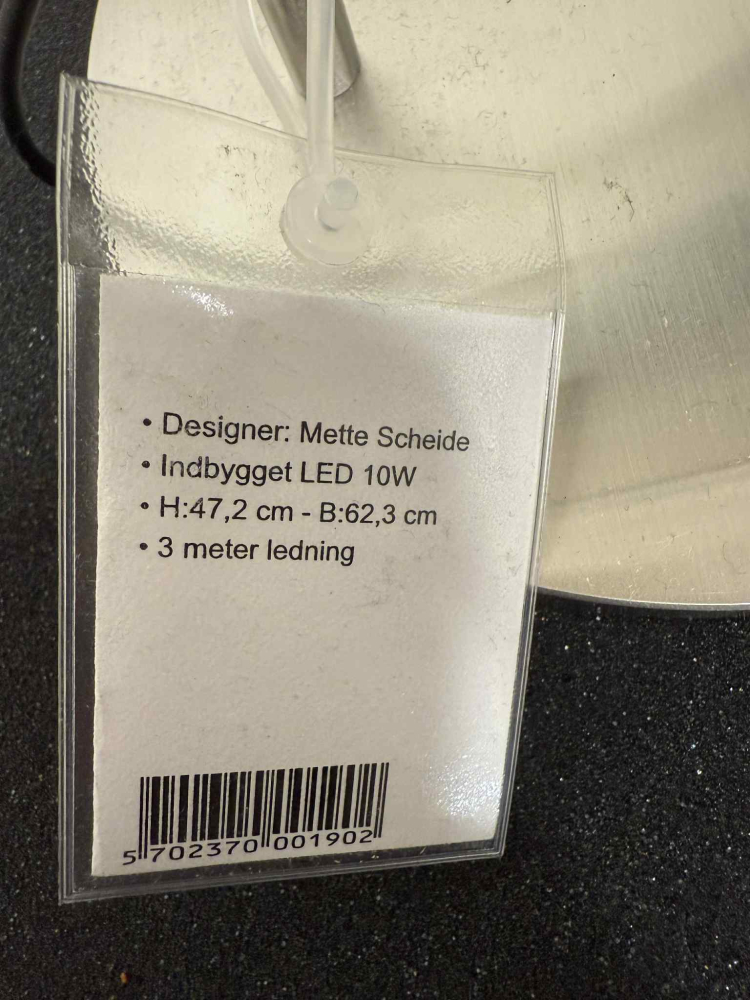 • Designer: Mette Scheide
• Indbygget LED 10W
• H:47,2 cm - B:62,3 cm
• 3 meter ledning
5 702370 001902